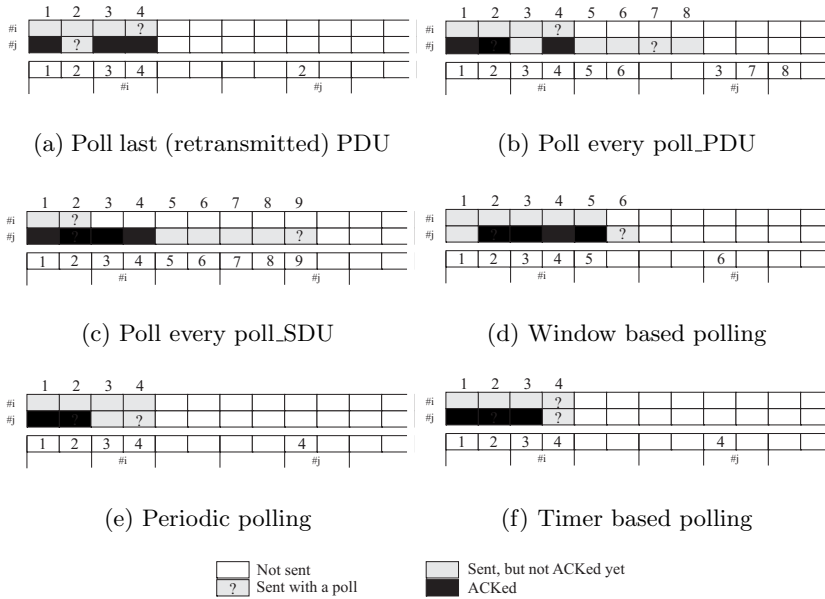 1 2 3 4
#i ?
#j ?
1 2 3 4 2
#i #j
(a) Poll last (retransmitted) PDU
1 2 3 4 5 6 7 8
#i ?
#j ? ?
1 2 3 4 5 6 3 7 8
#i #j
(b) Poll every poll_PDU
1 2 3 4 5 6 7 8 9
#i ?
#j ? ?
1 2 3 4 5 6 7 8 9
#i #j
(c) Poll every poll_SDU
1 2 3 4 5 6
#i
#j ? ?
1 2 3 4 5 6
#i #j
(d) Window based polling
1 2 3 4
#i
#j ? ?
1 2 3 4 4
#i #j
(e) Periodic polling
1 2 3 4
#i ?
#j ? ?
1 2 3 4 4
#i #j
(f) Timer based polling
Not sent
? Sent with a poll
Sent, but not ACKed yet
ACKed